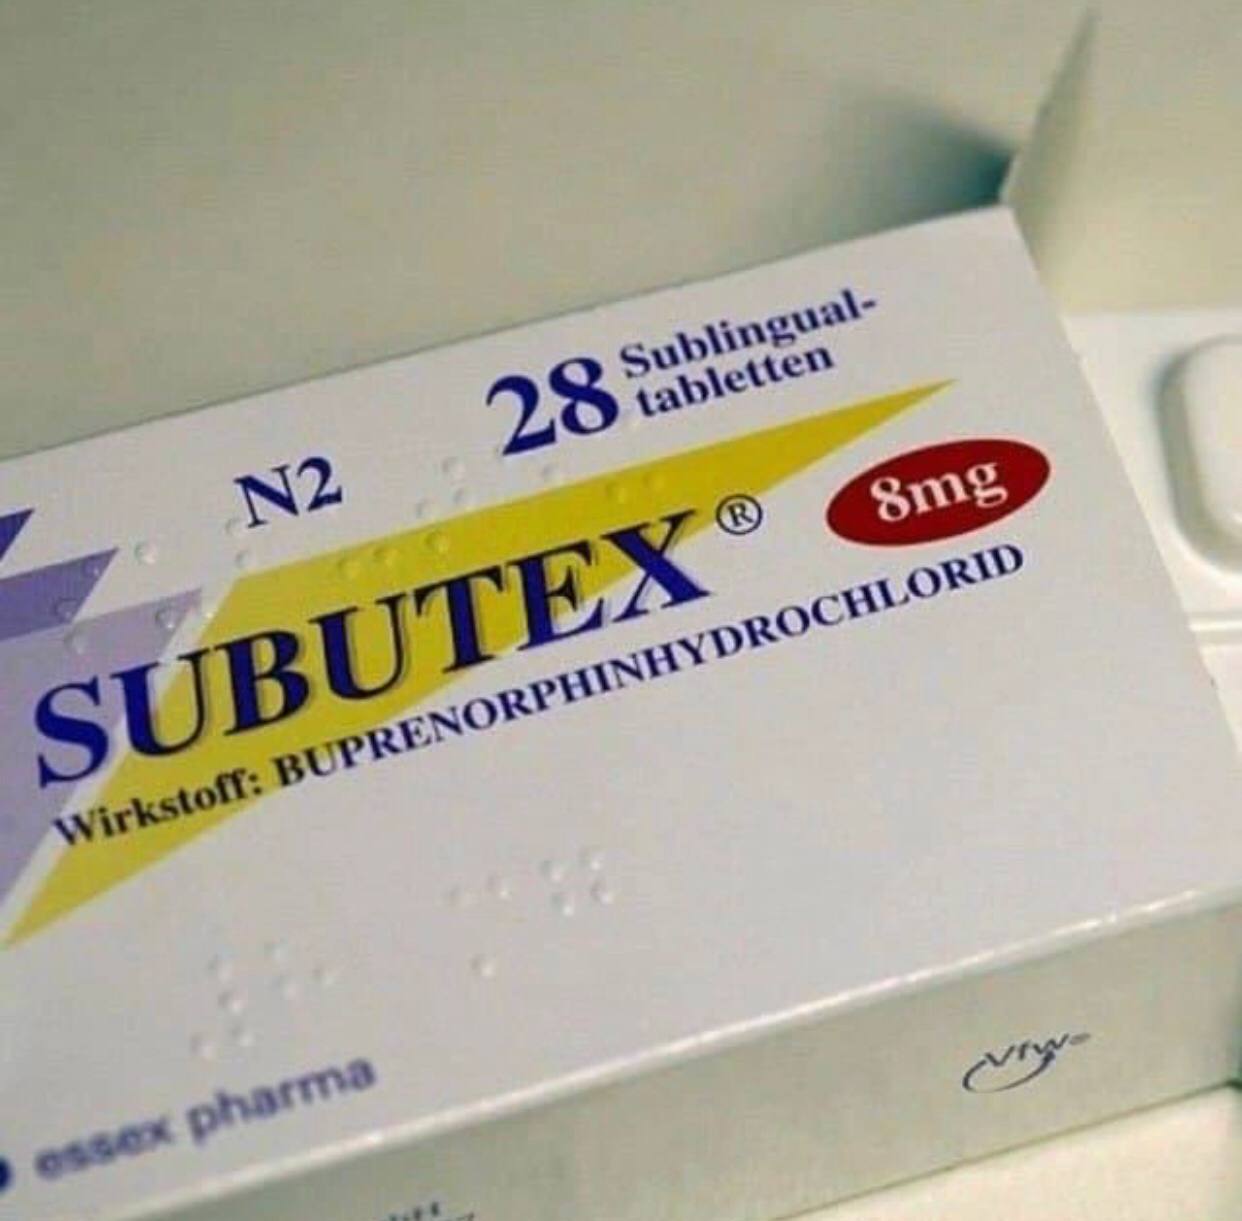 N2
28 Sublingual-
tabletten
SUBUTEX®
8mg
Wirkstoff: BUPRENORPHINHYDROCHLORID
essex pharma